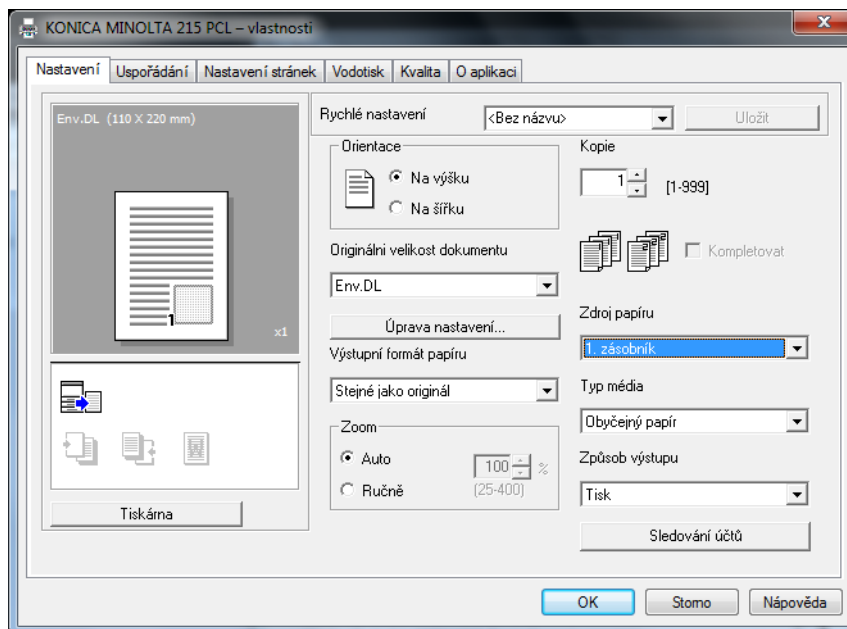 KONICA MINOLTA 215 PCL – vlastnosti
Nastavení Uspořádání Nastavení stránek Vodotisk Kvalita O aplikaci
Env.DL (110 X 220 mm)
1
x1
Tiskárna
Rychlé nastavení <Bez názvu> Uložit
Orientace
Na výšku
Na šířku
Originálni velikost dokumentu
Env.DL
Úprava nastavení...
Výstupní formát papíru
Stejné jako originál
Zoom
Auto
Ručně
100 %
(25-400)
Kopie
1 [1-999]
Kompletovat
Zdroj papíru
1. zásobník
Typ média
Obyčejný papír
Způsob výstupu
Tisk
Sledování účtů
OK Storno Nápověda